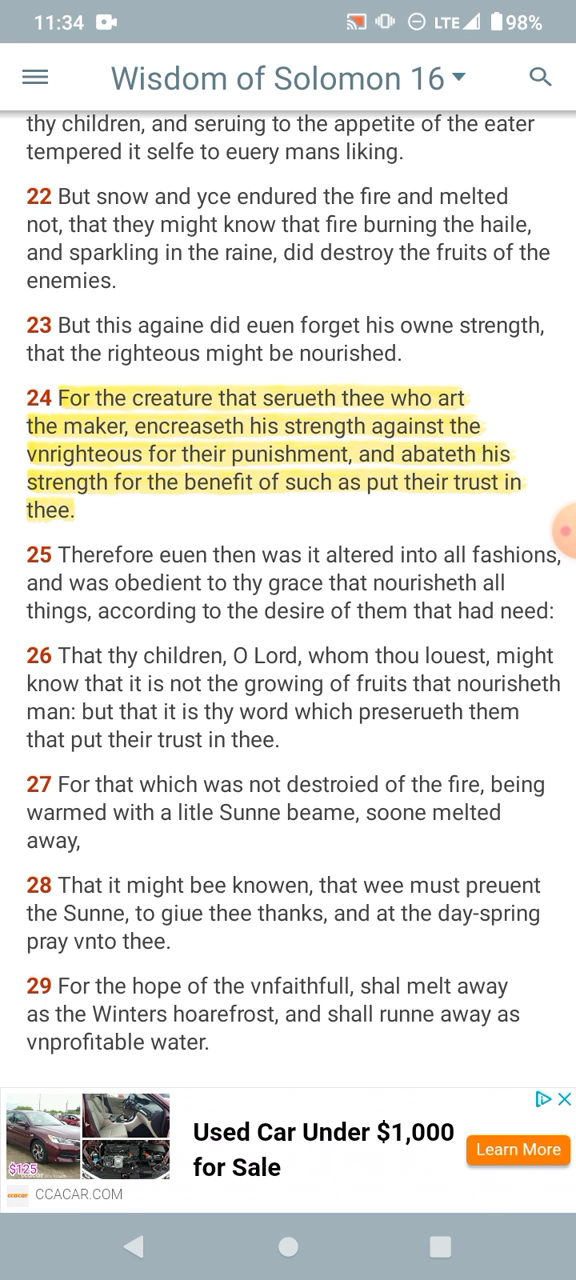 11:34 LTE 98%
Wisdom of Solomon 16
thy children, and seruing to the appetite of the eater
tempered it selfe to euery mans liking.
22 But snow and yce endured the fire and melted
not, that they might know that fire burning the haile,
and sparkling in the raine, did destroy the fruits of the
enemies.
23 But this againe did euen forget his owne strength,
that the righteous might be nourished.
24 For the creature that serueth thee who art
the maker, encreaseth his strength against the
vnrighteous for their punishment, and abateth his
strength for the benefit of such as put their trust in
thee.
25 Therefore euen then was it altered into all fashions,
and was obedient to thy grace that nourisheth all
things, according to the desire of them that had need:
26 That thy children, O Lord, whom thou louest, might
know that it is not the growing of fruits that nourisheth
man: but that it is thy word which preserueth them
that put their trust in thee.
27 For that which was not destroied of the fire, being
warmed with a litle Sunne beame, soone melted
away,
28 That it might bee knowen, that wee must preuent
the Sunne, to giue thee thanks, and at the day-spring
pray vnto thee.
29 For the hope of the vnfaithfull, shal melt away
as the Winters hoarefrost, and shall runne away as
vnprofitable water.
$125
Used Car Under $1,000
for Sale
Learn More
ccacar CCACAR.COM